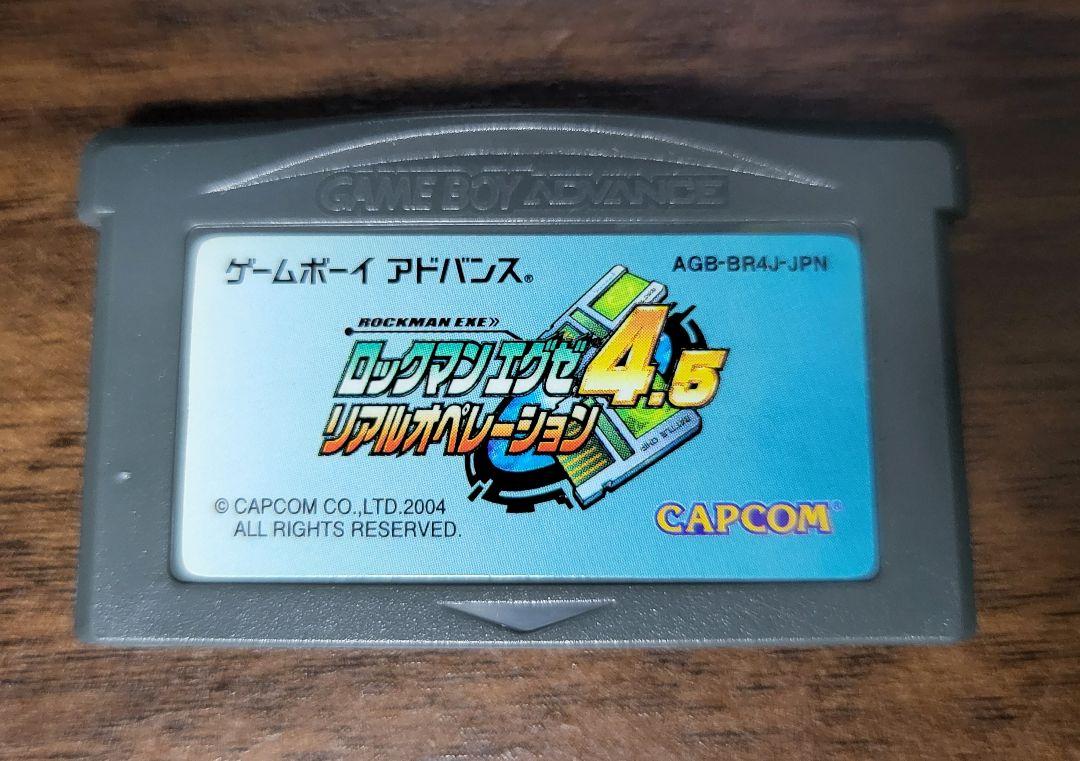 GAME BOY ADVANCE
ゲームボーイ アドバンス®
AGB-BR4J-JPN
ROCKMAN EXE»
ロックマン エグゼ 4.5
リアルオペレーション
BATTLE CHIP
© CAPCOM CO.,LTD.2004
ALL RIGHTS RESERVED.
CAPCOM®